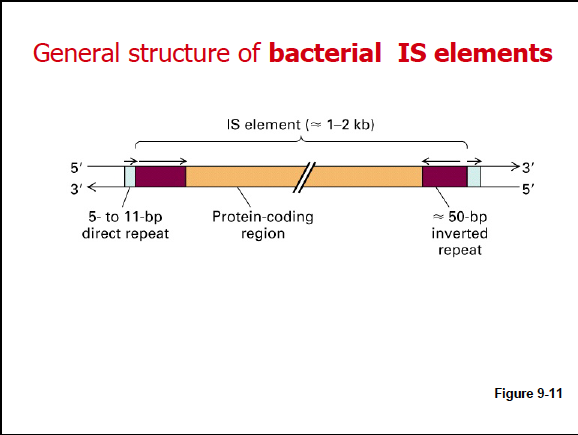 General structure of bacterial IS elements
IS element (≈ 1–2 kb)
5′
3′
3′
5′
5- to 11-bp
direct repeat
Protein-coding
region
≈ 50-bp
inverted
repeat
Figure 9-11